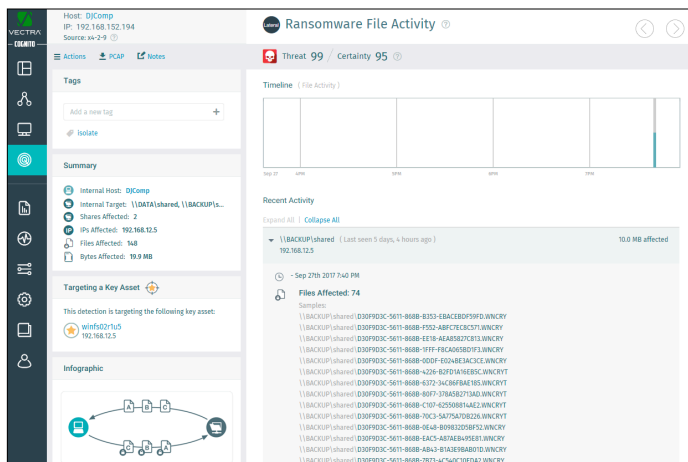 VECTRA
COGNITO
Host: DJComp
IP: 192.168.152.194
Source: x4-2-9
Actions PCAP Notes
Tags
Add a new tag +
isolate
Summary
Internal Host: DJComp
Internal Target: \\DATA\shared, \\BACKUP\s...
Shares Affected: 2
IP IPs Affected: 192.168.12.5
Files Affected: 148
Bytes Affected: 19.9 MB
Targeting a Key Asset
This detection is targeting the following key asset:
winfs02r1u5
192.168.12.5
Infographic
A B C
C B A
Lateral Ransomware File Activity
Threat 99 / Certainty 95
Timeline ( File Activity )
Sep 27 4PM 5PM 6PM 7PM
Recent Activity
Expand All | Collapse All
\\BACKUP\shared ( Last seen 5 days, 4 hours ago ) 10.0 MB affected
192.168.12.5
- Sep 27th 2017 7:40 PM
Files Affected: 74
Samples:
\\BACKUP\shared\D30F9D3C-5611-868B-B353-EBACEBDF59FD.WNCRY
\\BACKUP\shared\D30F9D3C-5611-868B-F552-ABFC7EC8C571.WNCRY
\\BACKUP\shared\D30F9D3C-5611-868B-EE1B-AEA85827C813.WNCRY
\\BACKUP\shared\D30F9D3C-5611-868B-1FFF-F8CA065BD1F3.WNCRY
\\BACKUP\shared\D30F9D3C-5611-868B-0DDF-E024BE3AC3CE.WNCRY
\\BACKUP\shared\D30F9D3C-5611-868B-4226-B2FD1A16EB5C.WNCRYT
\\BACKUP\shared\D30F9D3C-5611-868B-6372-34C86FBAE185.WNCRYT
\\BACKUP\shared\D30F9D3C-5611-868B-80F7-378A5B2713AD.WNCRYT
\\BACKUP\shared\D30F9D3C-5611-868B-C107-625508814AE2.WNCRYT
\\BACKUP\shared\D30F9D3C-5611-868B-70C3-5A775A7DB226.WNCRYT
\\BACKUP\shared\D30F9D3C-5611-868B-0E48-B09832D5BF52.WNCRY
\\BACKUP\shared\D30F9D3C-5611-868B-EAC5-A87AEB495E81.WNCRY
\\BACKUP\shared\D30F9D3C-5611-868B-AB43-B1A3E9BAB01D.WNCRY